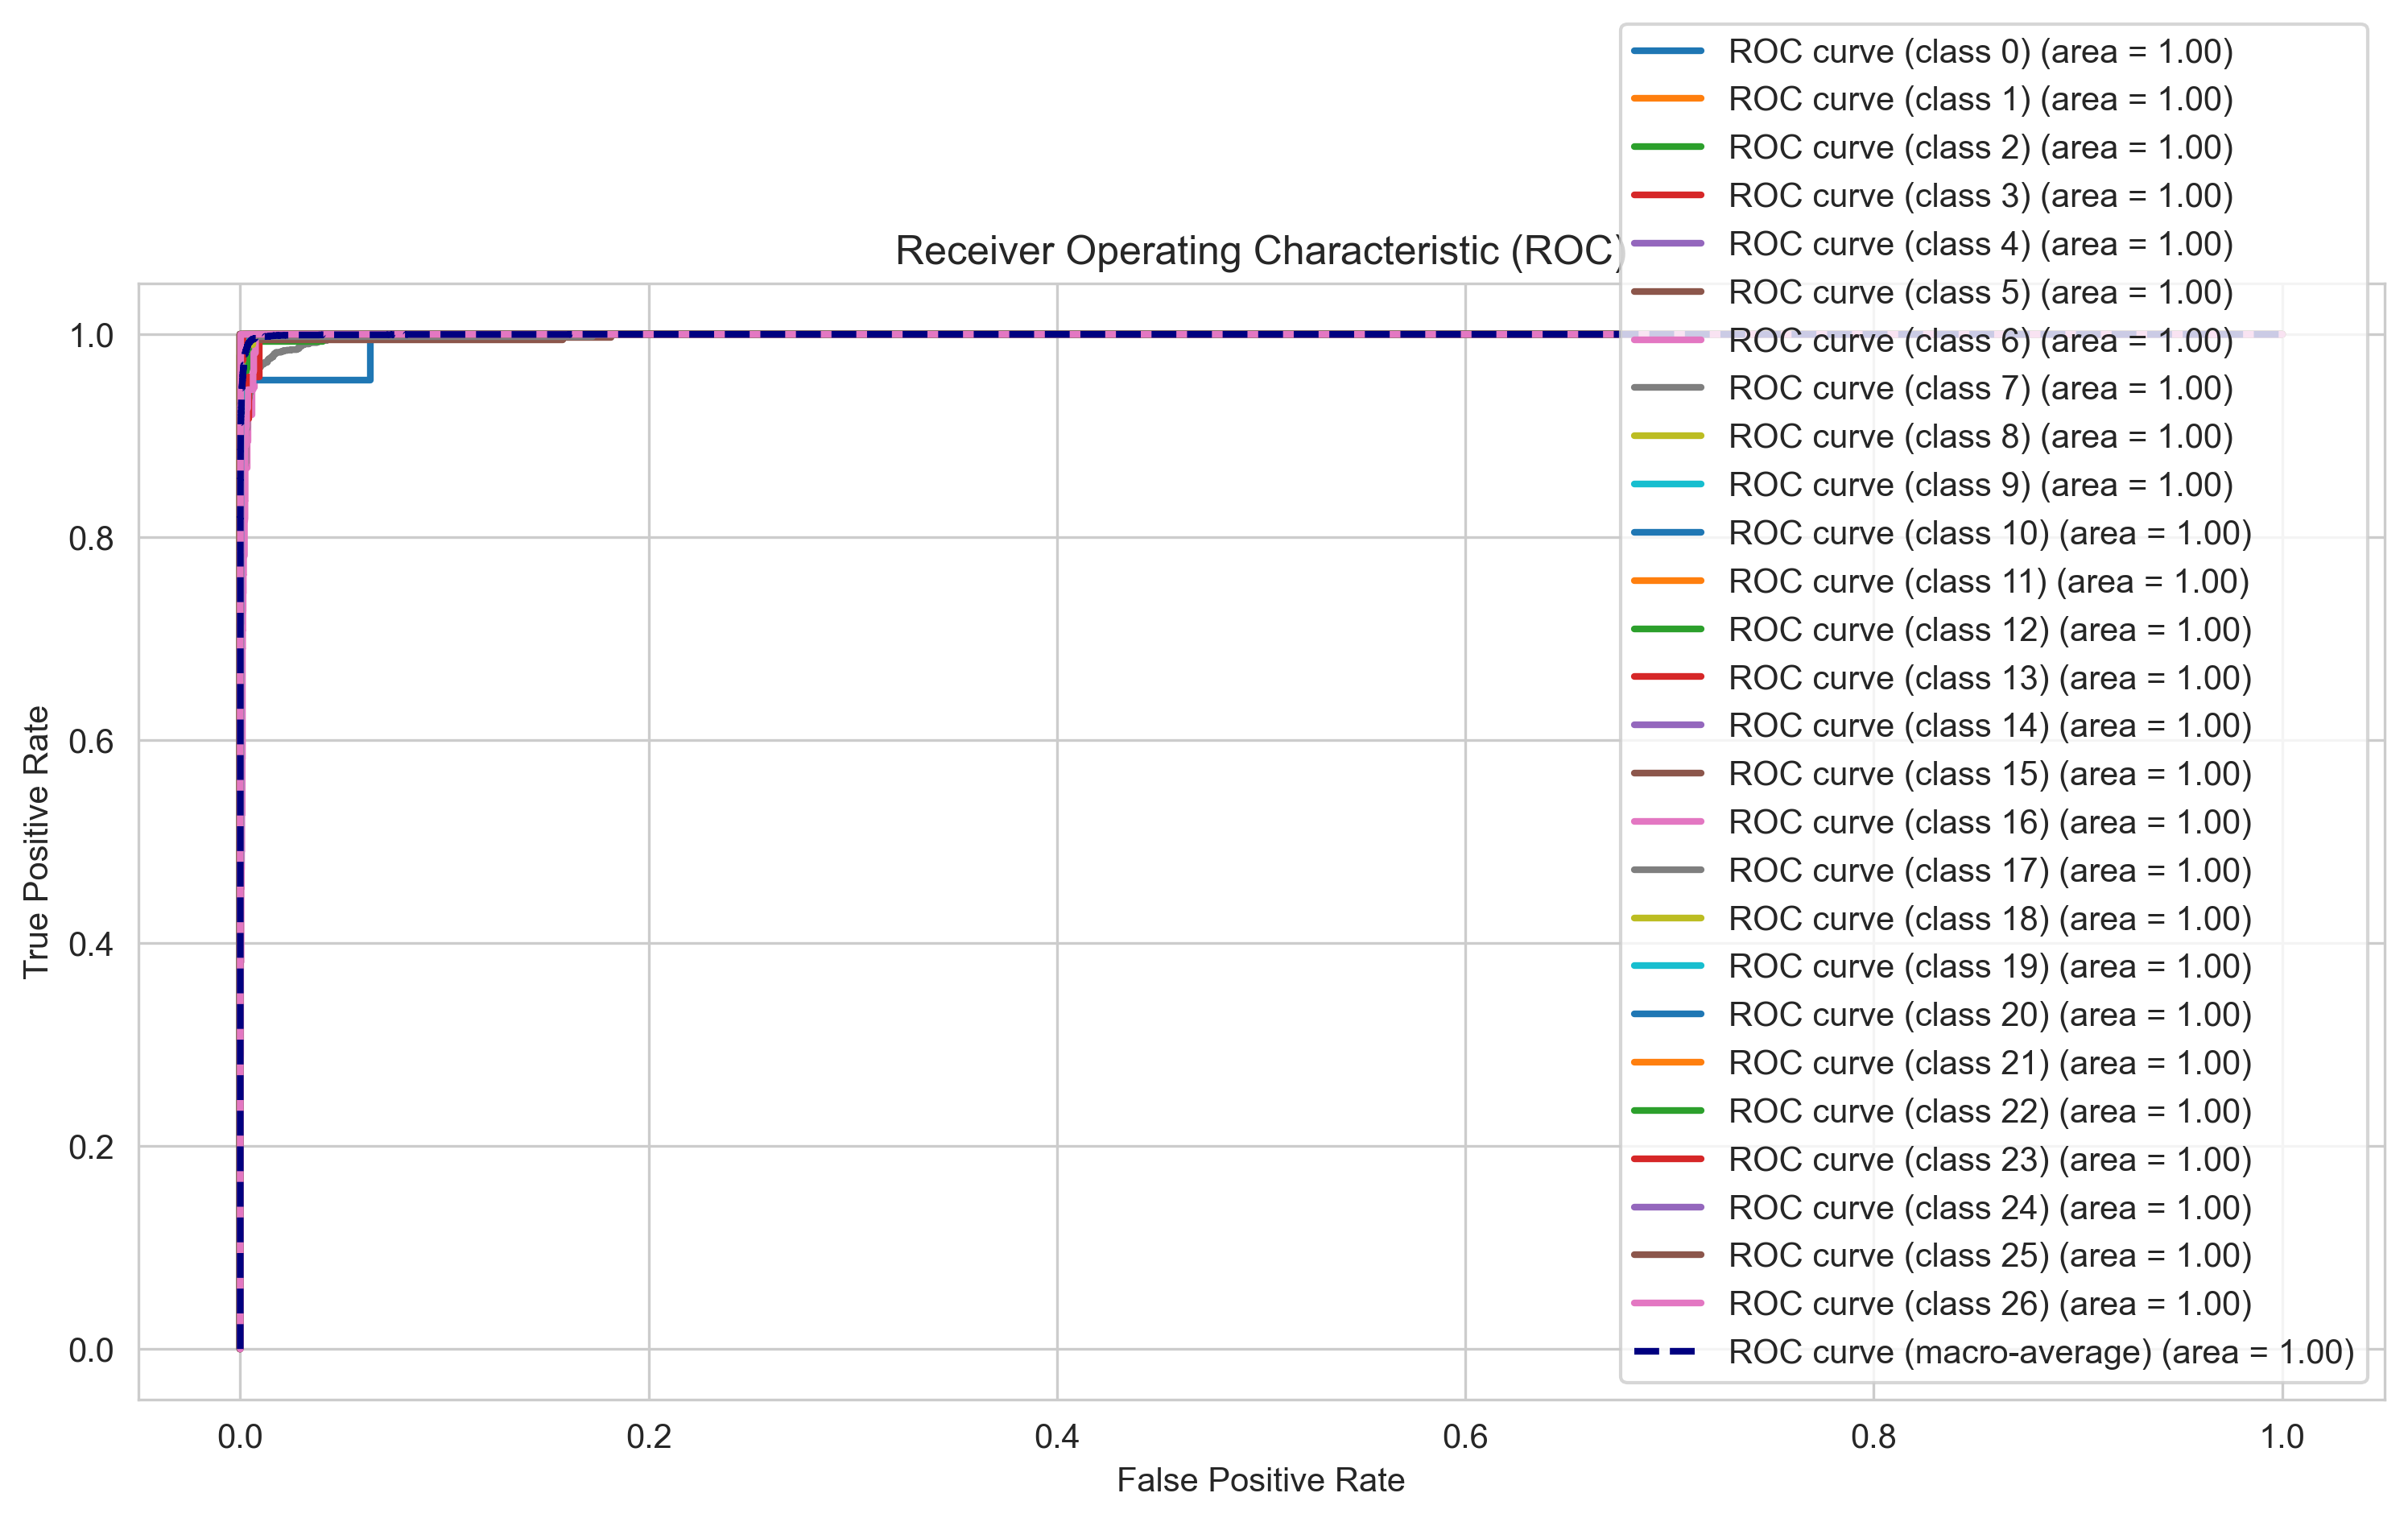 Receiver Operating Characteristic (ROC)
ROC curve (class 0) (area = 1.00)
ROC curve (class 1) (area = 1.00)
ROC curve (class 2) (area = 1.00)
ROC curve (class 3) (area = 1.00)
ROC curve (class 4) (area = 1.00)
ROC curve (class 5) (area = 1.00)
ROC curve (class 6) (area = 1.00)
ROC curve (class 7) (area = 1.00)
ROC curve (class 8) (area = 1.00)
ROC curve (class 9) (area = 1.00)
ROC curve (class 10) (area = 1.00)
ROC curve (class 11) (area = 1.00)
ROC curve (class 12) (area = 1.00)
ROC curve (class 13) (area = 1.00)
ROC curve (class 14) (area = 1.00)
ROC curve (class 15) (area = 1.00)
ROC curve (class 16) (area = 1.00)
ROC curve (class 17) (area = 1.00)
ROC curve (class 18) (area = 1.00)
ROC curve (class 19) (area = 1.00)
ROC curve (class 20) (area = 1.00)
ROC curve (class 21) (area = 1.00)
ROC curve (class 22) (area = 1.00)
ROC curve (class 23) (area = 1.00)
ROC curve (class 24) (area = 1.00)
ROC curve (class 25) (area = 1.00)
ROC curve (class 26) (area = 1.00)
ROC curve (macro-average) (area = 1.00)
True Positive Rate
1.0
0.8
0.6
0.4
0.2
0.0
0.0 0.2 0.4 0.6 0.8 1.0
False Positive Rate